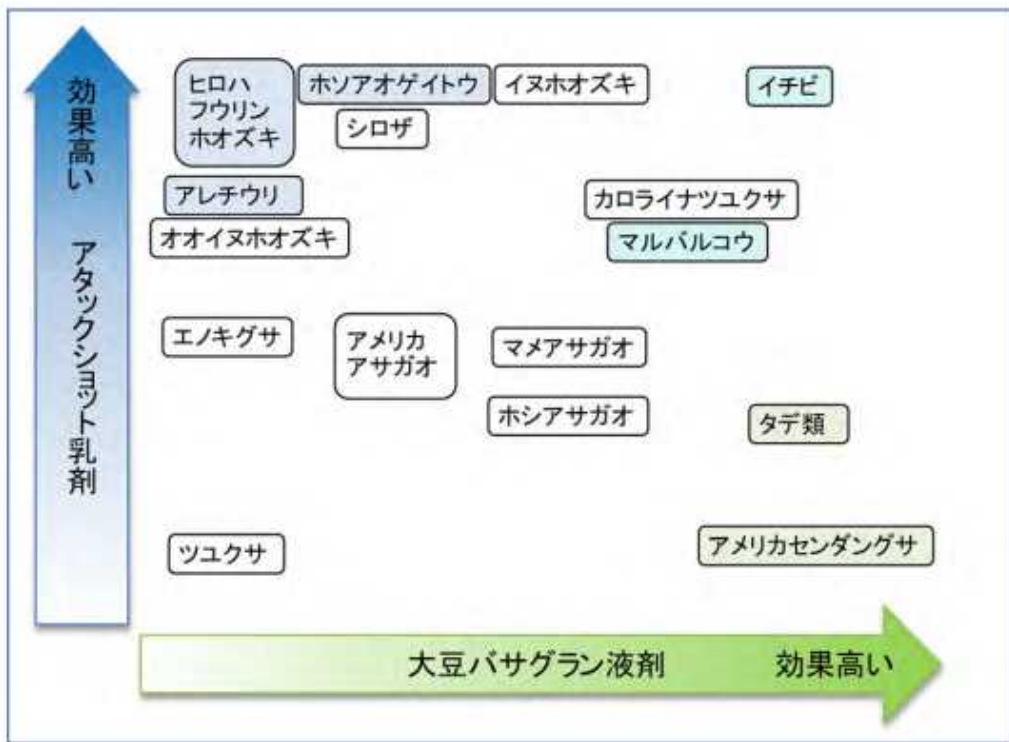 効果高い　アタックショット乳剤
ヒロハ
フウリン
ホオズキ
ホソアオゲイトウ
イヌホオズキ
イチビ
シロザ
アレチウリ
カロライナツユクサ
オオイヌホオズキ
マルバルコウ
エノキグサ
アメリカ
アサガオ
マメアサガオ
ホシアサガオ
タデ類
ツユクサ
アメリカセンダングサ
大豆バサグラン液剤　効果高い